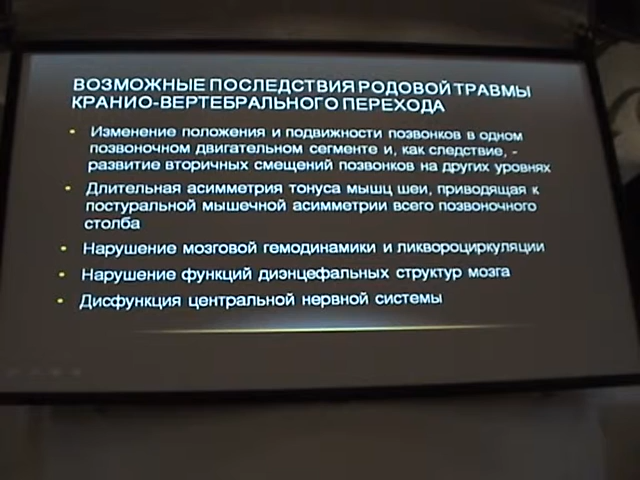 ВОЗМОЖНЫЕ ПОСЛЕДСТВИЯ РОДОВОЙ ТРАВМЫ
КРАНИО-ВЕРТЕБРАЛЬНОГО ПЕРЕХОДА
• Изменение положения и подвижности позвонков в одном
позвоночном двигательном сегменте и, как следствие, -
развитие вторичных смещений позвонков на других уровнях
• Длительная асимметрия тонуса мышц шеи, приводящая к
постуральной мышечной асимметрии всего позвоночного
столба
• Нарушение мозговой гемодинамики и ликвороциркуляции
• Нарушение функций диэнцефальных структур мозга
• Дисфункция центральной нервной системы